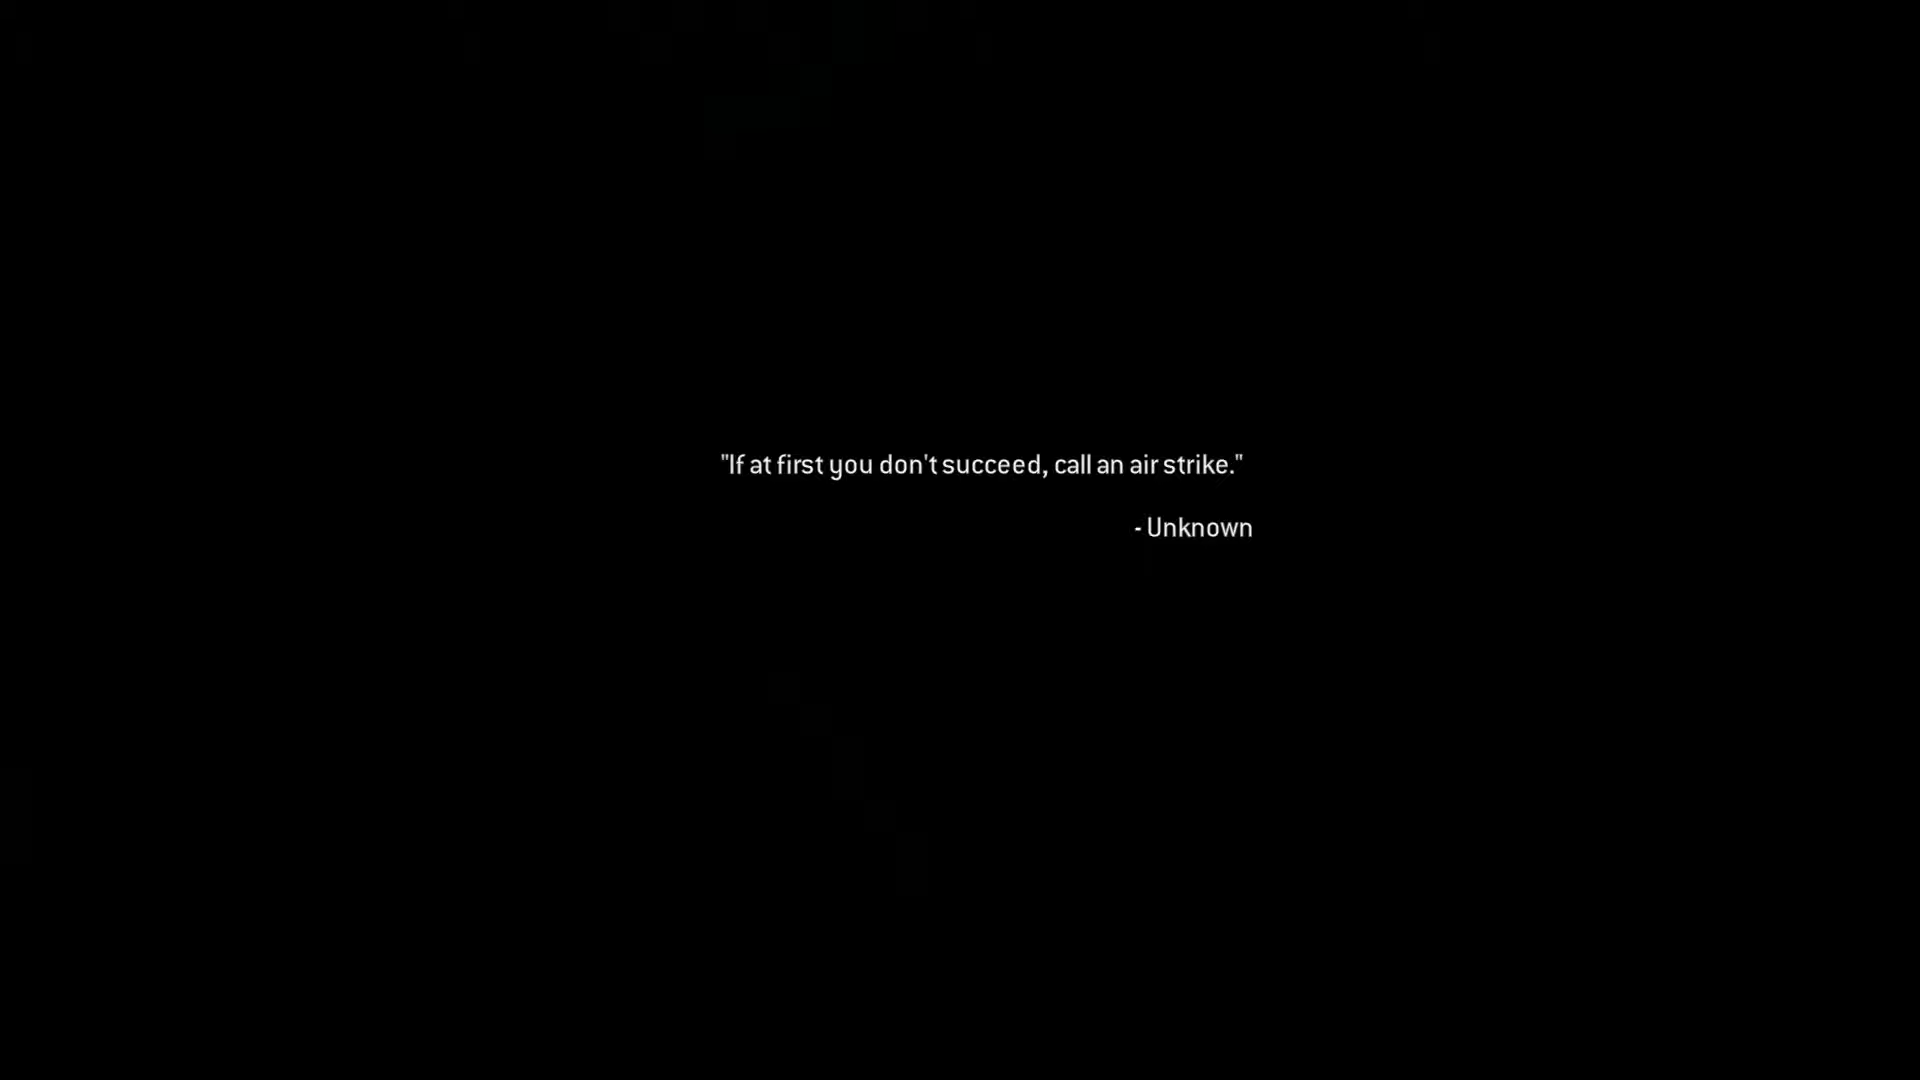 "If at first you don't succeed, call an air strike."
- Unknown